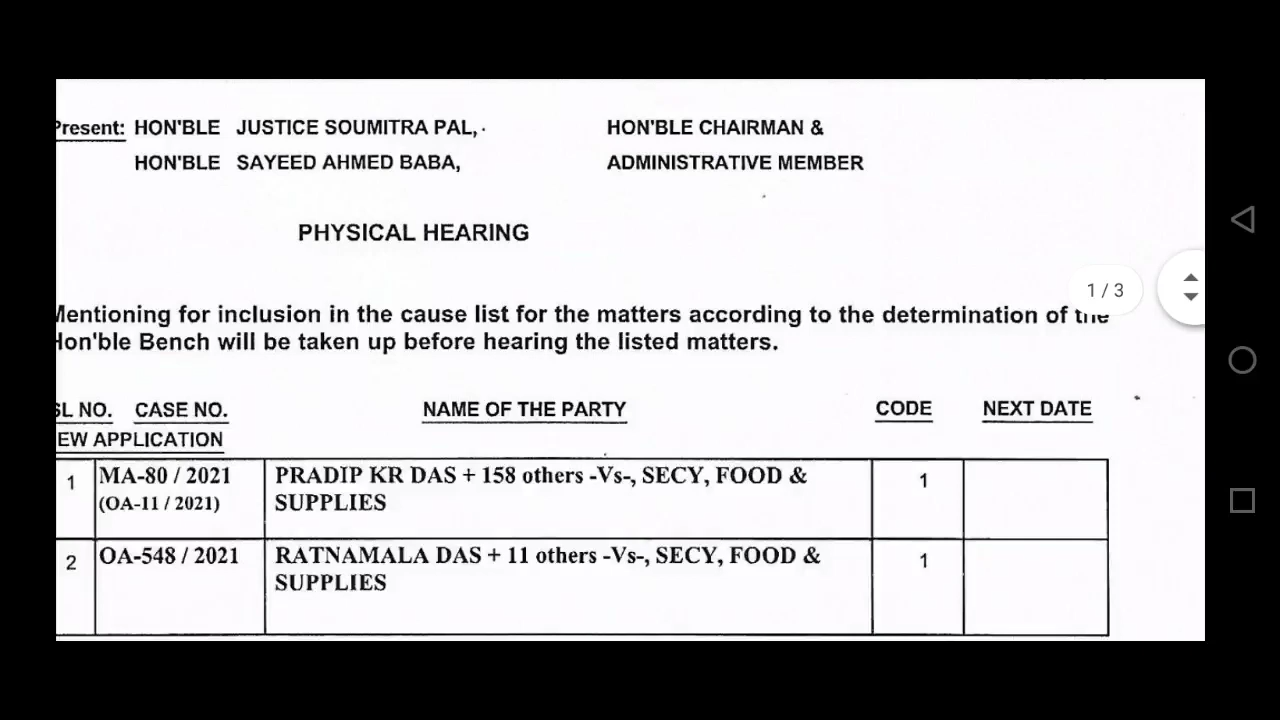 Present: HON'BLE JUSTICE SOUMITRA PAL, HON'BLE CHAIRMAN &
HON'BLE SAYEED AHMED BABA, ADMINISTRATIVE MEMBER
PHYSICAL HEARING
1 / 3
Mentioning for inclusion in the cause list for the matters according to the determination of the
Hon'ble Bench will be taken up before hearing the listed matters.
SL NO. CASE NO. NAME OF THE PARTY CODE NEXT DATE
EW APPLICATION
1 MA-80 / 2021 PRADIP KR DAS + 158 others -Vs-, SECY, FOOD & 1
(OA-11 / 2021) SUPPLIES
2 OA-548 / 2021 RATNAMALA DAS + 11 others -Vs-, SECY, FOOD & 1
SUPPLIES